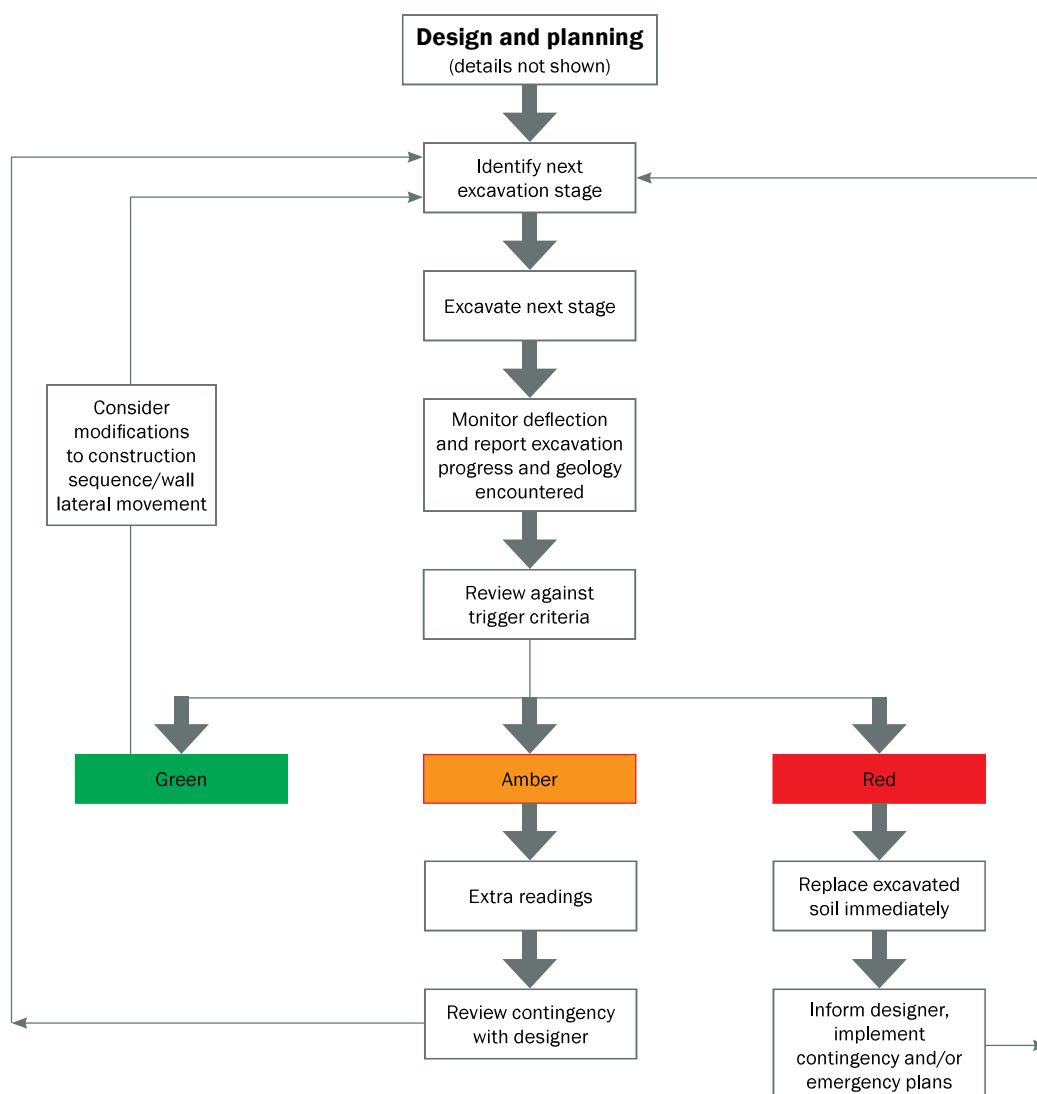 Design and planning
(details not shown)
Identify next
excavation stage
Excavate next stage
Consider
modifications
to construction
sequence/wall
lateral movement
Monitor deflection
and report excavation
progress and geology
encountered
Review against
trigger criteria
Green
Amber
Red
Extra readings
Replace excavated
soil immediately
Review contingency
with designer
Inform designer,
implement
contingency and/or
emergency plans